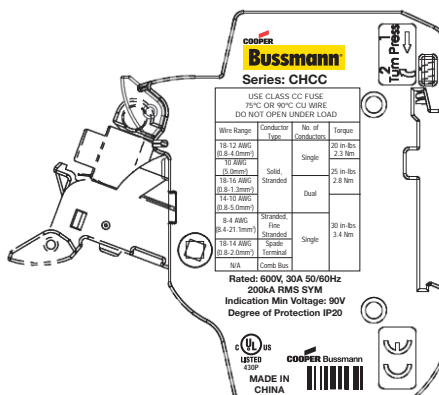 COOPER
Bussmann
Series: CHCC
USE CLASS CC FUSE
75°C OR 90°C CU WIRE
DO NOT OPEN UNDER LOAD
Wire Range Conductor Type No. of Conductors Torque
18-12 AWG (0.8-4.0mm²) Solid, Stranded Single 20 in-lbs 2.3 Nm
10 AWG (5.0mm²) 25 in-lbs 2.8 Nm
18-16 AWG (0.8-1.3mm²) Dual
14-10 AWG (0.8-5.0mm²) 30 in-lbs 3.4 Nm
8-4 AWG (8.4-21.1mm²) Stranded, Fine Stranded Single
18-14 AWG (0.8-2.0mm²) Spade Terminal
N/A Comb Bus
Rated: 600V, 30A 50/60Hz
200kA RMS SYM
Indication Min Voltage: 90V
Degree of Protection IP20
C UL US
LISTED
430P
COOPER Bussmann
MADE IN
CHINA
1 Press
2 Turn
CE